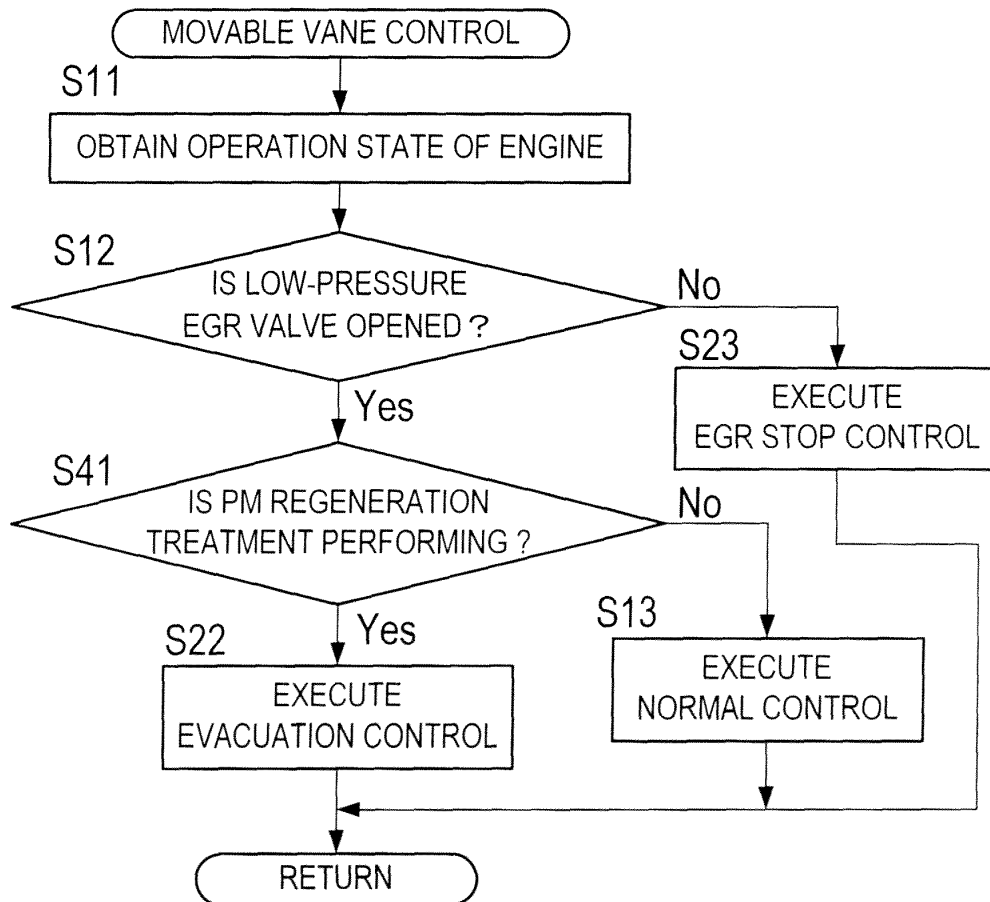 MOVABLE VANE CONTROL
S11
OBTAIN OPERATION STATE OF ENGINE
S12
IS LOW-PRESSURE
EGR VALVE OPENED ?
No
Yes
S23
EXECUTE
EGR STOP CONTROL
S41
IS PM REGENERATION
TREATMENT PERFORMING ?
No
Yes
S22
EXECUTE
EVACUATION CONTROL
S13
EXECUTE
NORMAL CONTROL
RETURN